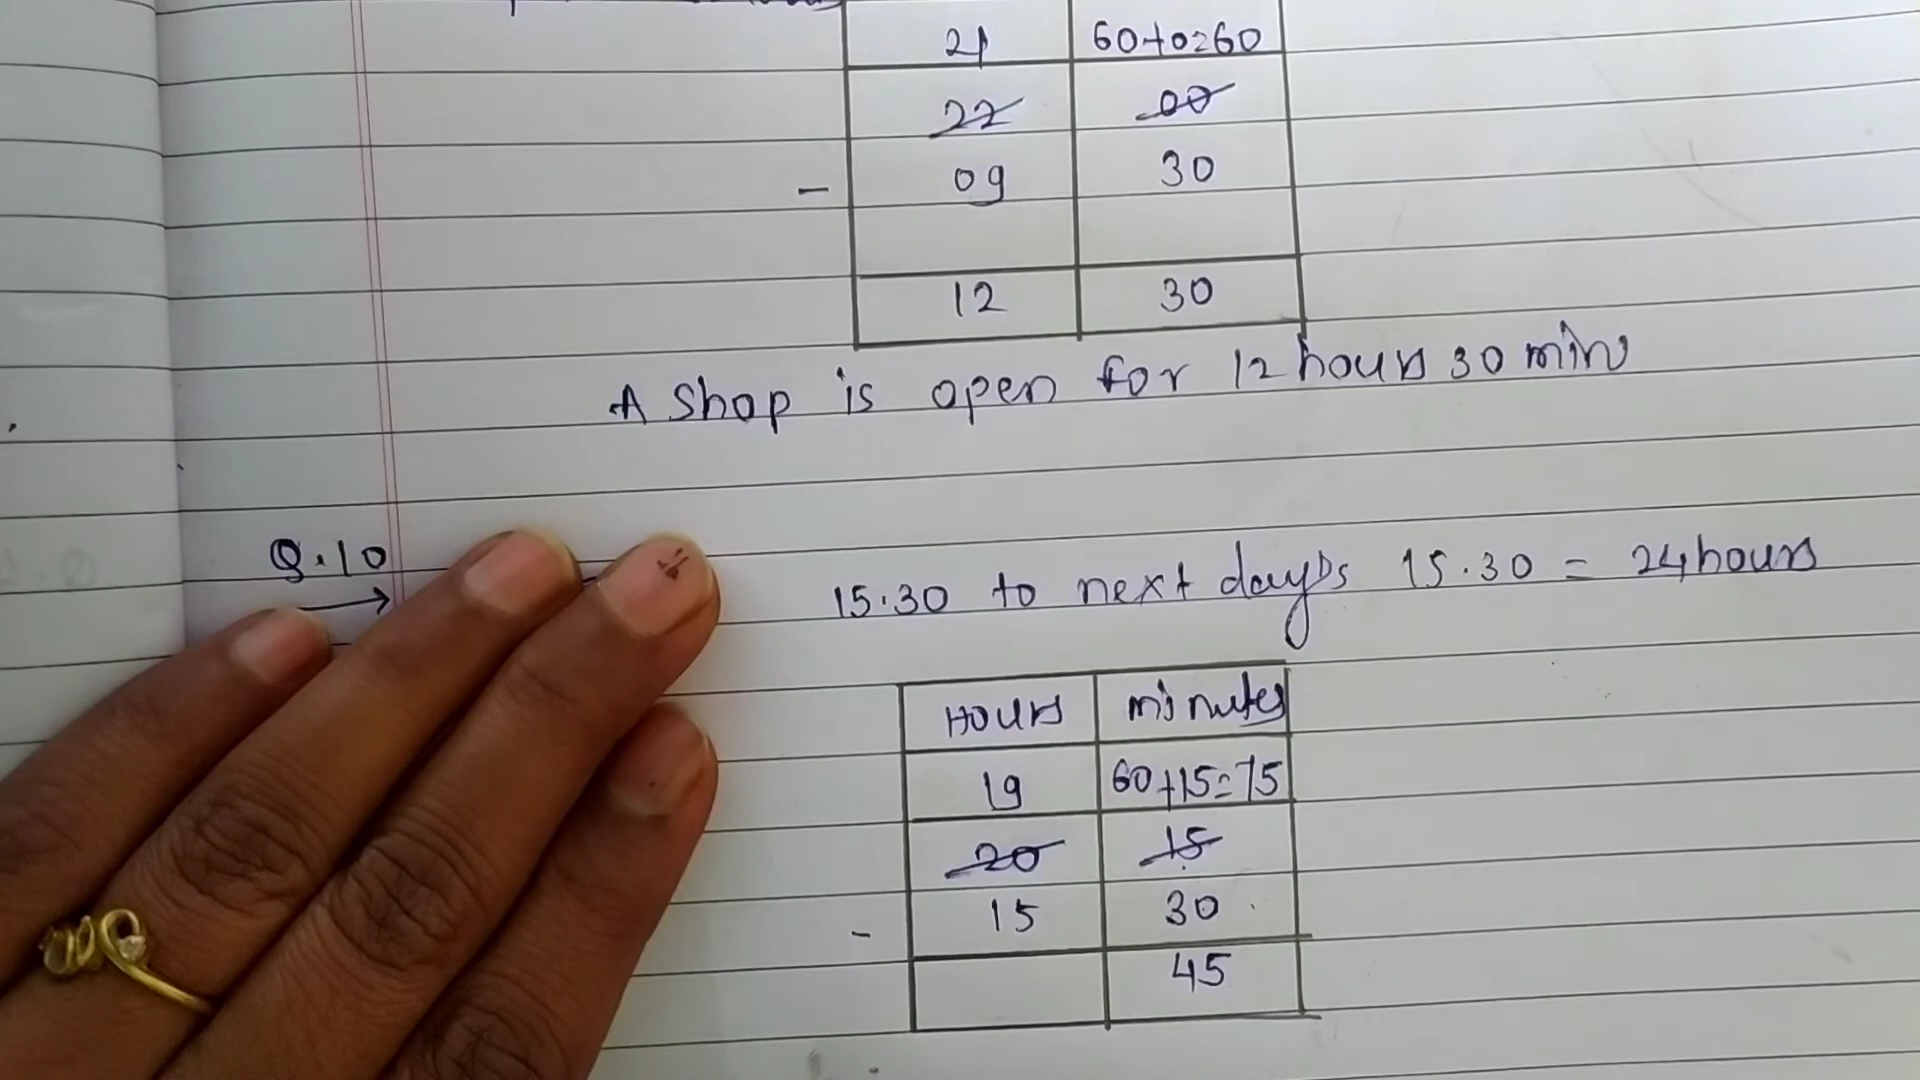 21 60+0=60
22 00
- 09 30
12 30
A Shop is open for 12 hours 30 min
Q.10
15.30 to next day's 15.30 = 24 hours
Hours minutes
19 60+15=75
20 15
- 15 30
45